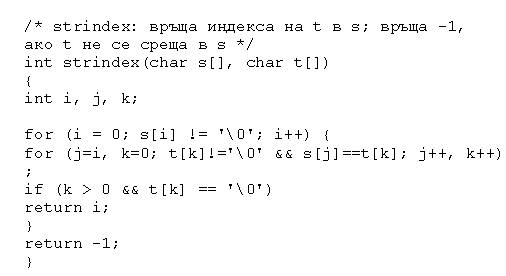 /* strindex: връща индекса на t в s; връща -1,
ако t не се среща в s */
int strindex(char s[], char t[])
{
int i, j, k;
for (i = 0; s[i] != '\0'; i++) {
for (j=i, k=0; t[k]!='\0' && s[j]==t[k]; j++, k++)
;
if (k > 0 && t[k] == '\0')
return i;
}
return -1;
}